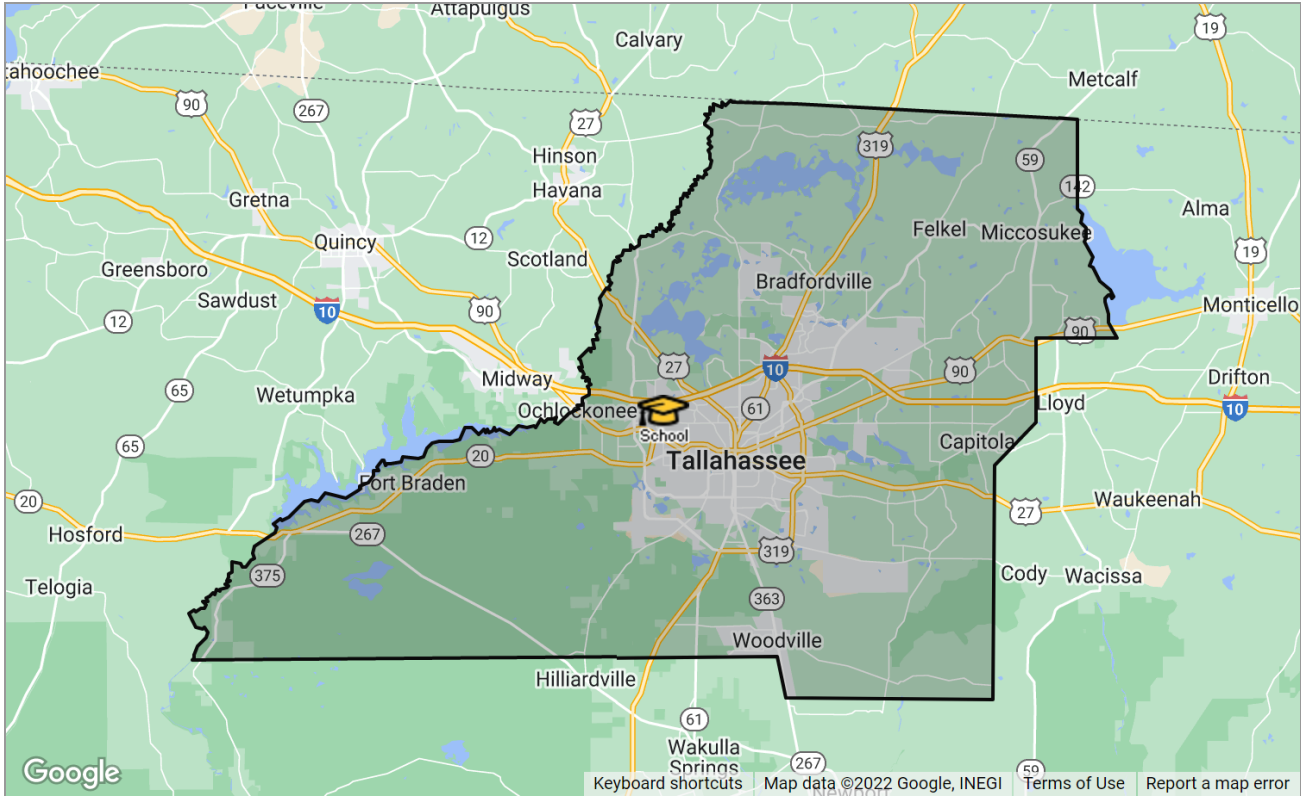 Faceville
Attapulgus
Calvary
19
tahoochee
90
267
27
Metcalf
319
59
Hinson
Havana
142
Gretna
Alma
Quincy
12
Felkel
Miccosukee
19
Scotland
Greensboro
Bradfordville
Sawdust
10
90
Monticello
12
90
27
10
90
65
Midway
Drifton
Wetumpka
Ochlockonee
61
Lloyd
10
School
65
Capitola
20
Tallahassee
Fort Braden
20
Waukeenah
27
Hosford
267
319
375
Cody
Wacissa
Telogia
363
Woodville
Hilliardville
61
Wakulla
Springs
267
59
Google
Keyboard shortcuts
Map data ©2022 Google, INEGI
Terms of Use
Report a map error
Newport